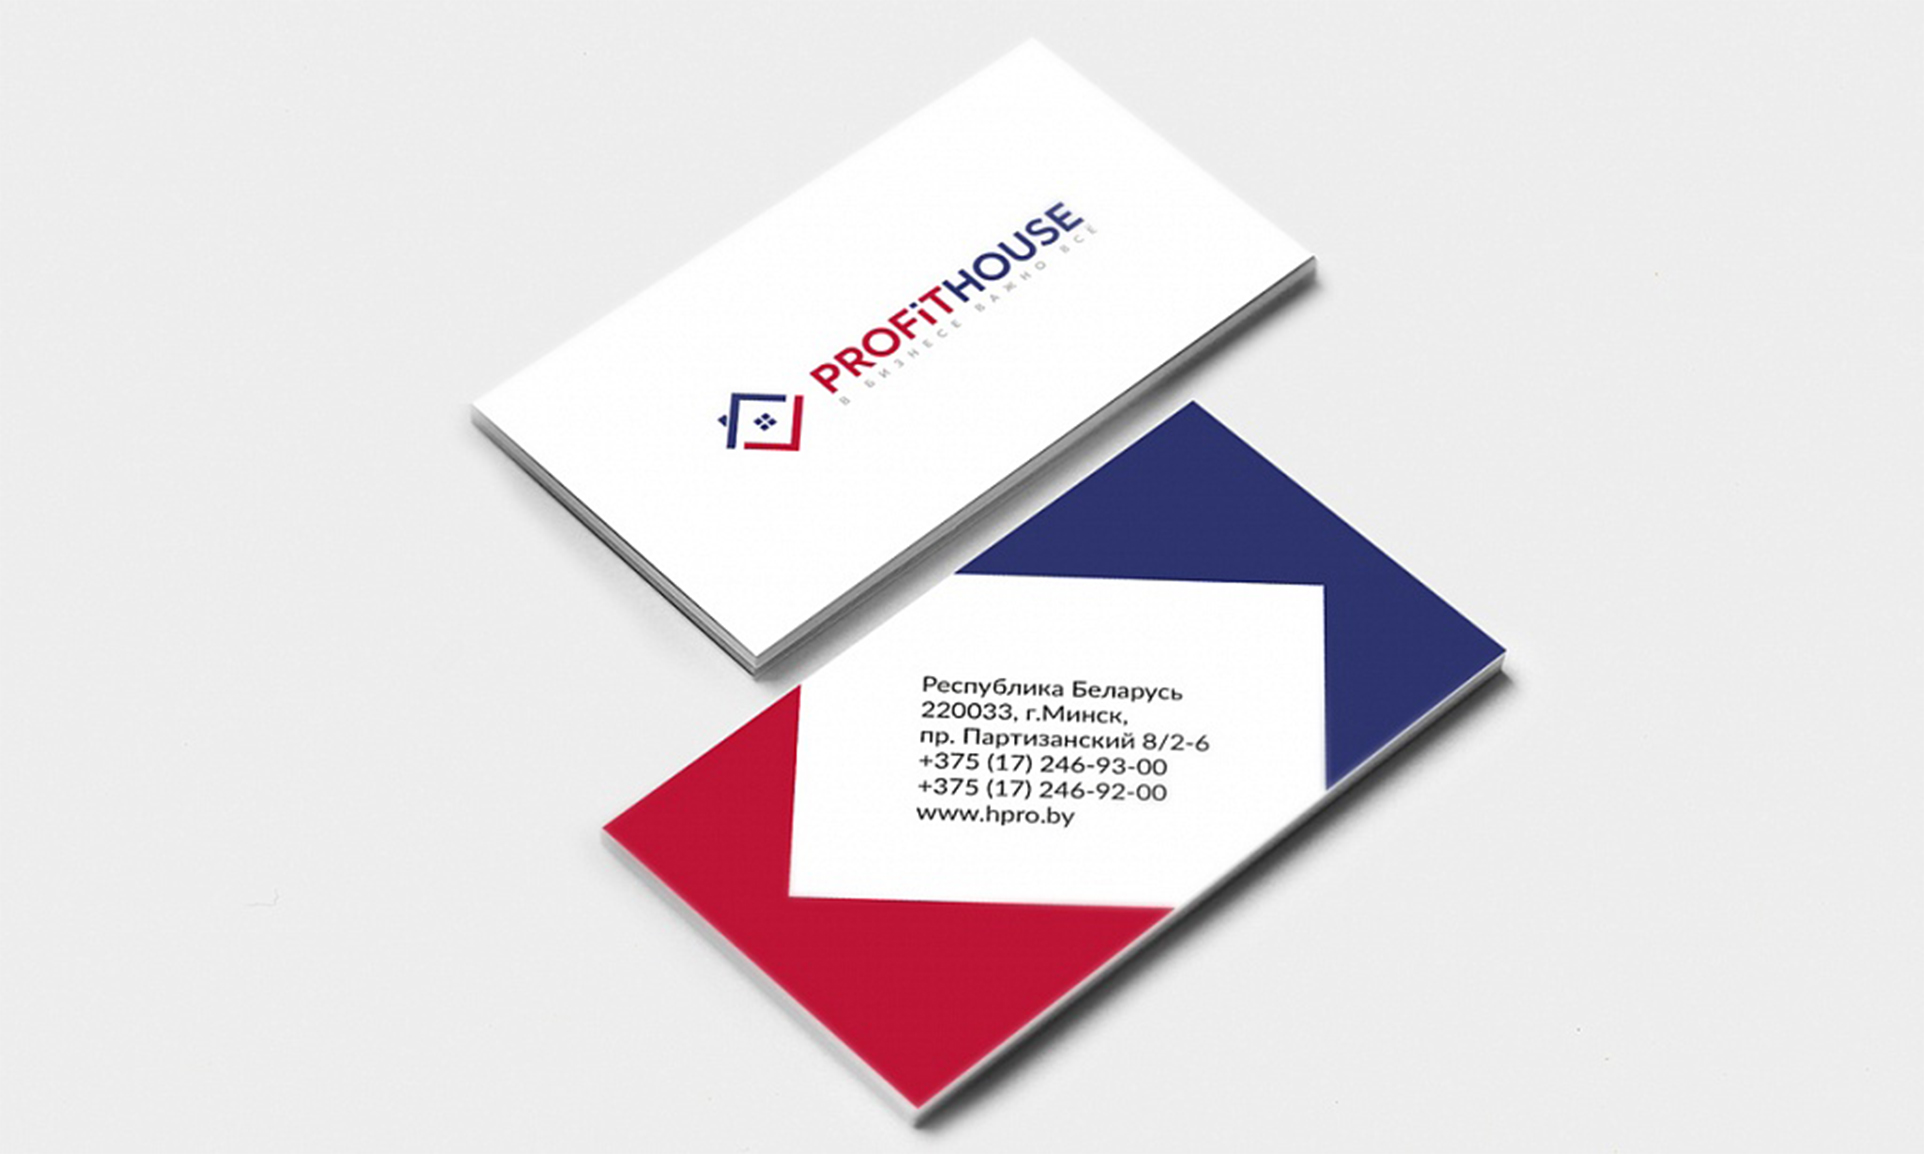 PROFiTHOUSE
В БИЗНЕСЕ ВАЖНО ВСЁ
Республика Беларусь
220033, г.Минск,
пр. Партизанский 8/2-6
+375 (17) 246-93-00
+375 (17) 246-92-00
www.hpro.by